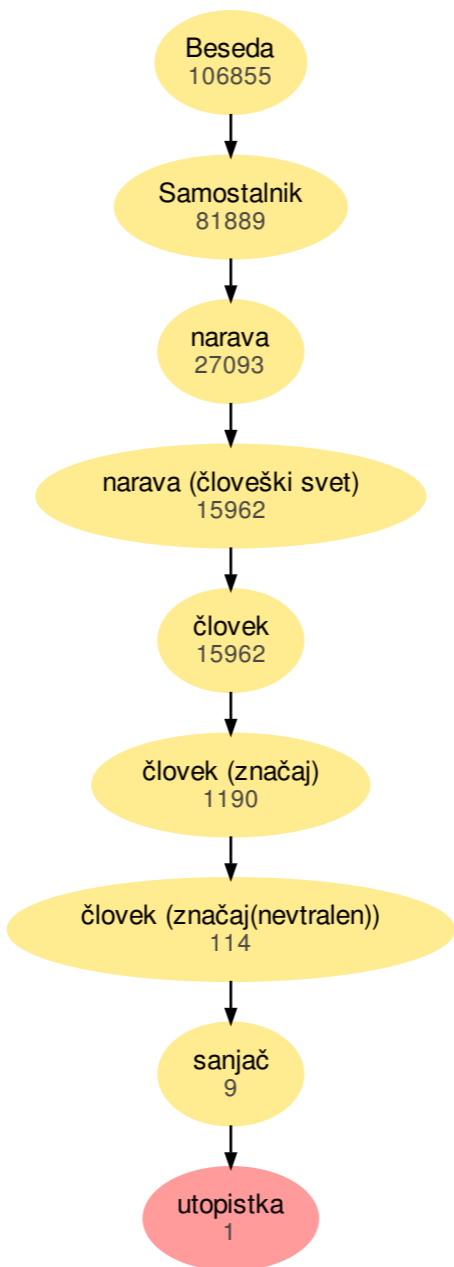 Beseda
106855
Samostalnik
81889
narava
27093
narava (človeški svet)
15962
človek
15962
človek (značaj)
1190
človek (značaj(nevtralen))
114
sanjač
9
utopistka
1